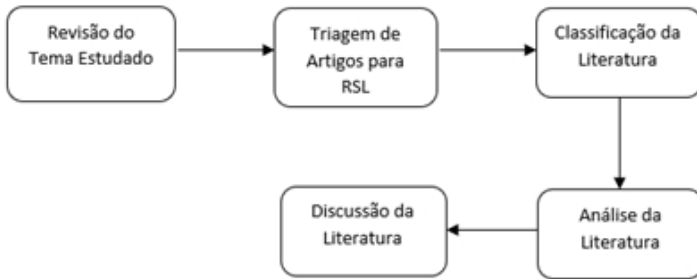 Revisão do
Tema Estudado
Triagem de
Artigos para
RSL
Classificação da
Literatura
Análise da
Literatura
Discussão da
Literatura